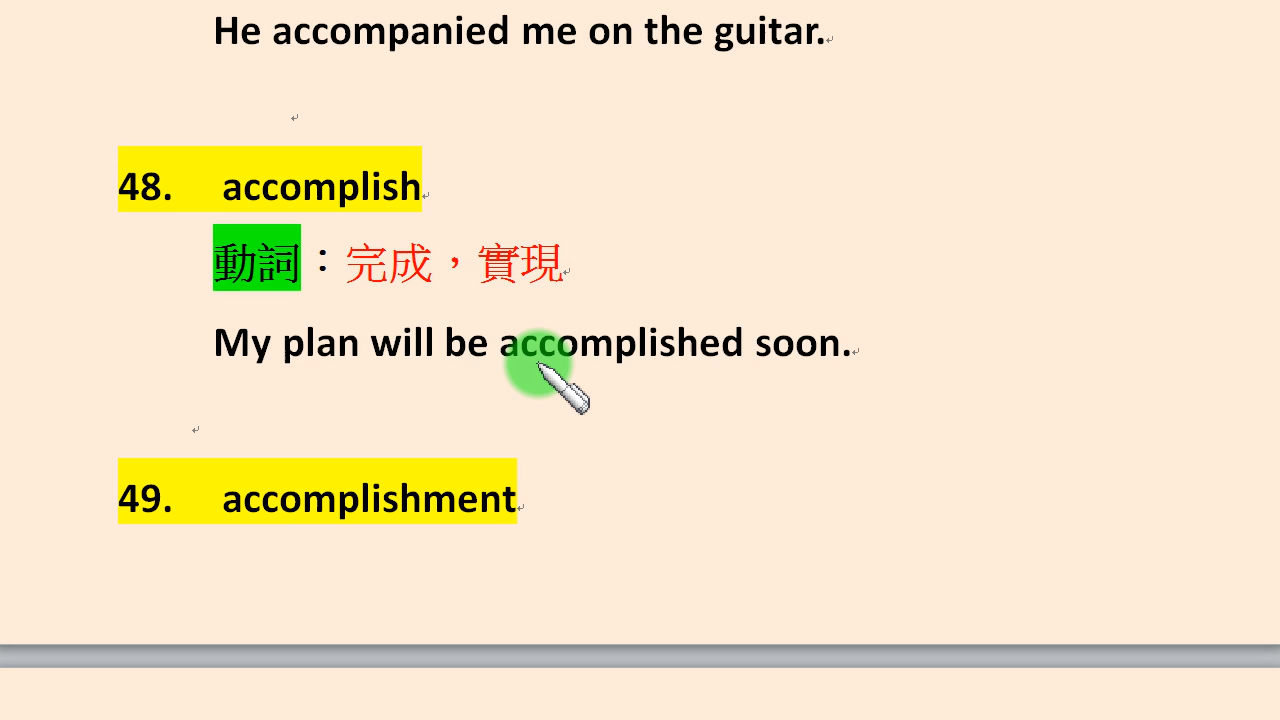 He accompanied me on the guitar.
48. accomplish
動詞：完成，實現
My plan will be accomplished soon.
49. accomplishment